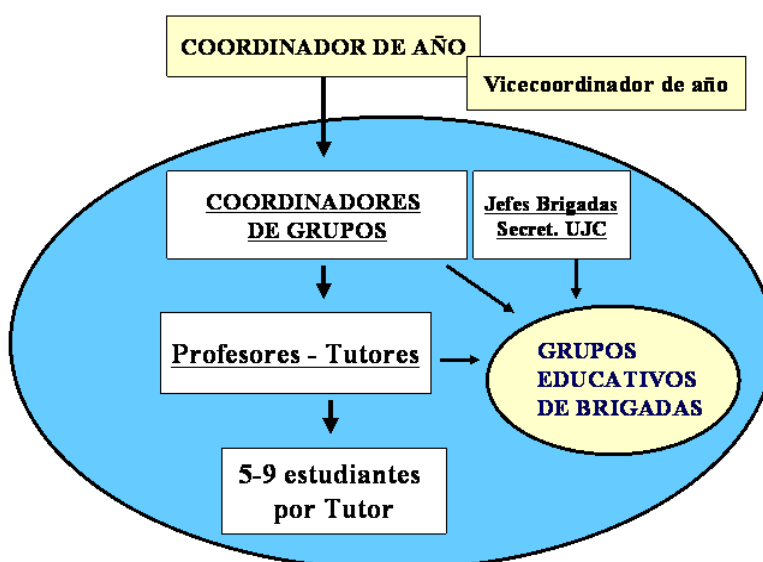 COORDINADOR DE AÑO
Vicecoordinador de año
COORDINADORES
DE GRUPOS
Jefes Brigadas
Secret. UJC
Profesores - Tutores
GRUPOS
EDUCATIVOS
DE BRIGADAS
5-9 estudiantes
por Tutor